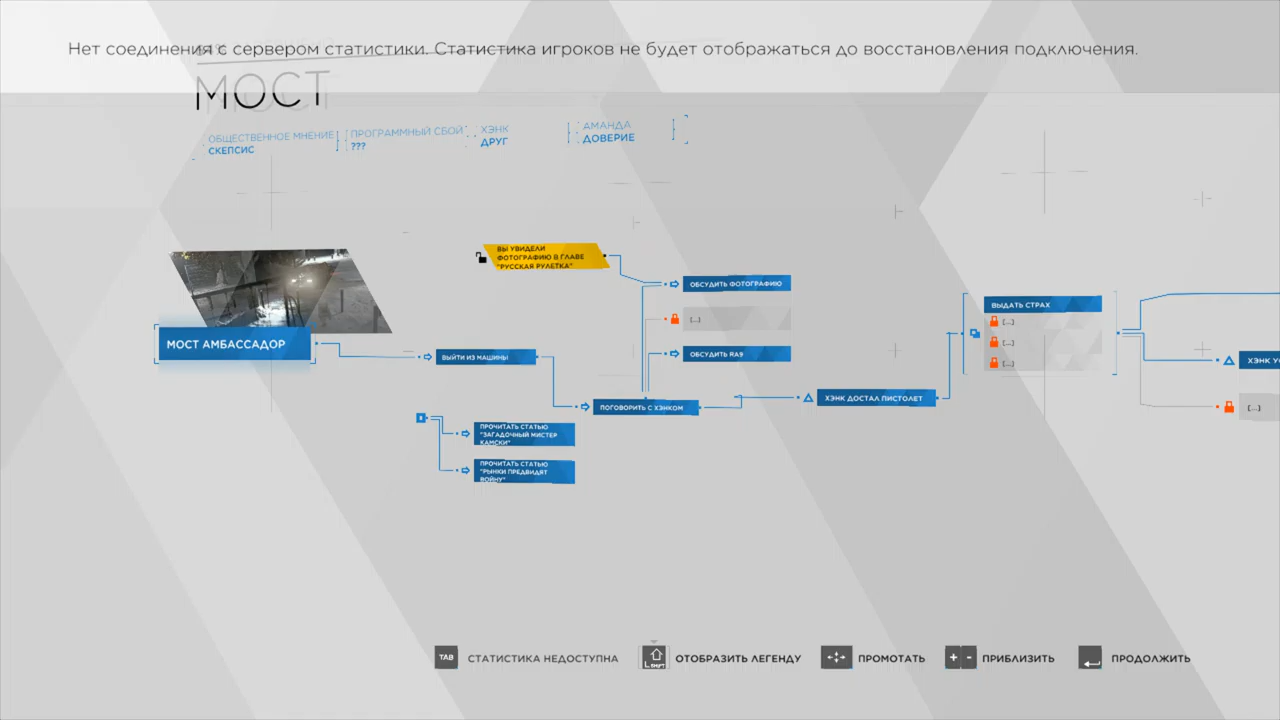 Нет соединения с сервером статистики. Статистика игроков не будет отображаться до восстановления подключения.
МОСТ
ОБЩЕСТВЕННОЕ МНЕНИЕ
СКЕПСИС
ПРОГРАММНЫЙ СБОЙ
???
ХЭНК
ДРУГ
АМАНДА
ДОВЕРИЕ
ВЫ УВИДЕЛИ
ФОТОГРАФИЮ В ГЛАВЕ
"РУССКАЯ РУЛЕТКА"
ОБСУДИТЬ ФОТОГРАФИЮ
[...]
ОБСУДИТЬ RA9
МОСТ АМБАССАДОР
ВЫЙТИ ИЗ МАШИНЫ
ПОГОВОРИТЬ С ХЭНКОМ
ПРОЧИТАТЬ СТАТЬЮ
"ЗАГАДОЧНЫЙ МИСТЕР
КАМСКИ"
ПРОЧИТАТЬ СТАТЬЮ
"РЫНКИ ПРЕДВИДЯТ
ВОЙНУ"
ХЭНК ДОСТАЛ ПИСТОЛЕТ
ВЫДАТЬ СТРАХ
[...]
[...]
[...]
ХЭНК
[...]
TAB
СТАТИСТИКА НЕДОСТУПНА
L SHFT
ОТОБРАЗИТЬ ЛЕГЕНДУ
ПРОМОТАТЬ
+ -
ПРИБЛИЗИТЬ
ПРОДОЛЖИТЬ